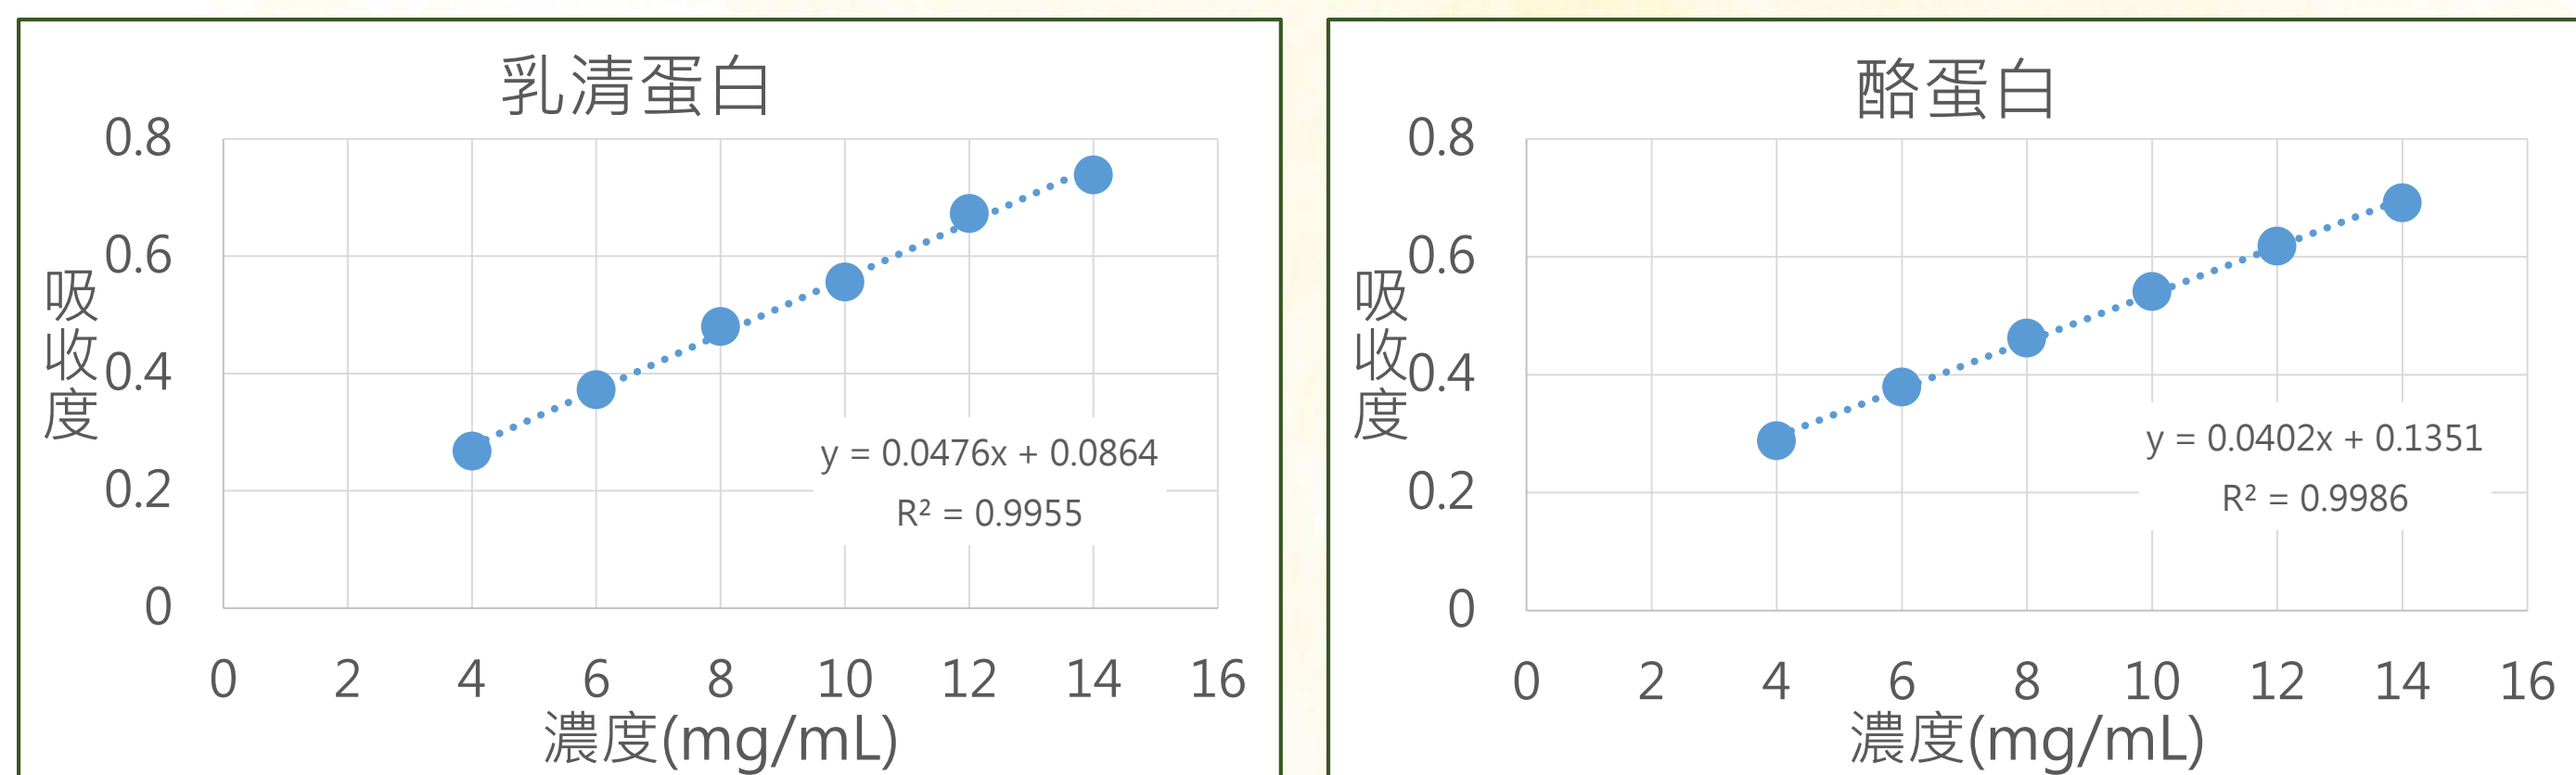 乳清蛋白
0.8
0.6
0.4
0.2
0
吸收度
y = 0.0476x + 0.0864
R² = 0.9955
0 2 4 6 8 10 12 14 16
濃度(mg/mL)
酪蛋白
0.8
0.6
0.4
0.2
0
吸收度
y = 0.0402x + 0.1351
R² = 0.9986
0 2 4 6 8 10 12 14 16
濃度(mg/mL)